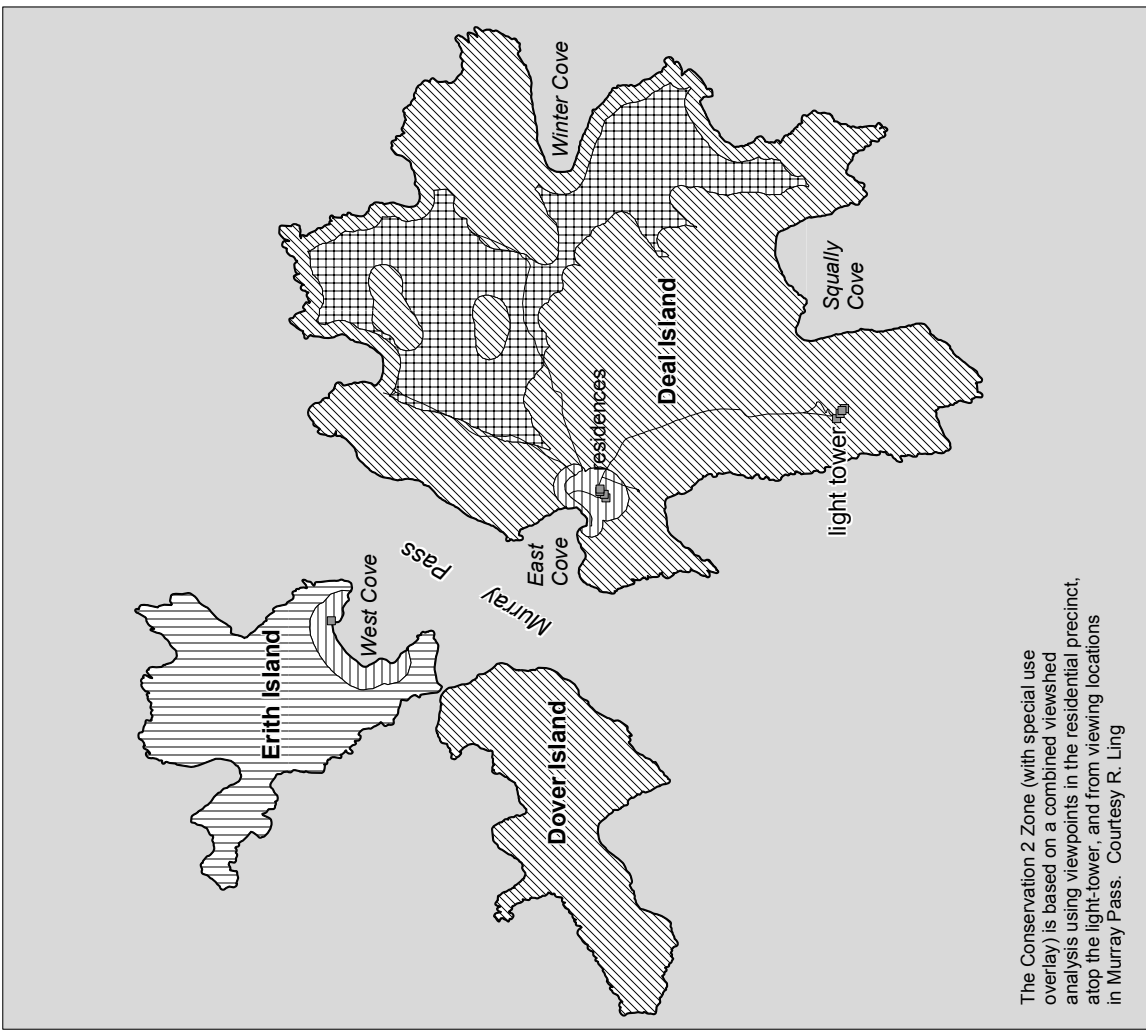 Erith Island
West Cove
Murray
Pass
Dover Island
East
Cove
residences
Deal Island
Winter Cove
Squally
Cove
light tower
The Conservation 2 Zone (with special use
overlay) is based on a combined viewshed
analysis using viewpoints in the residential precinct,
atop the light-tower, and from viewing locations
in Murray Pass. Courtesy R. Ling